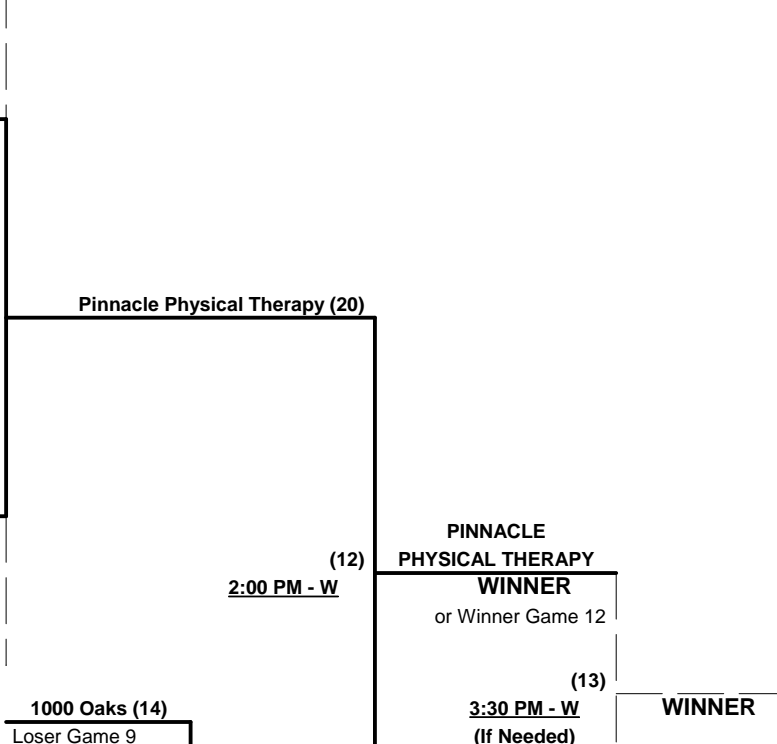 Pinnacle Physical Therapy (20)
PINNACLE
(12) PHYSICAL THERAPY
2:00 PM - W WINNER
or Winner Game 12
(13)
1000 Oaks (14) 3:30 PM - W WINNER
Loser Game 9 (If Needed)